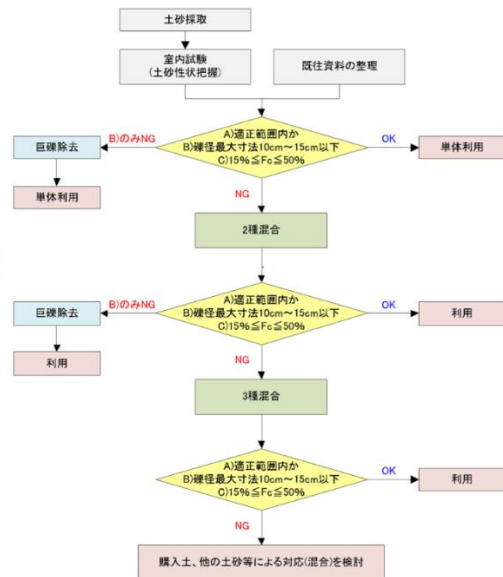 土砂採取
室内試験
(土砂性状把握)
既往資料の整理
A)適正範囲内か
B)礫径最大寸法10cm～15cm以下
C)15%≦Fc≦50%
B)のみNG
OK
巨礫除去
単体利用
単体利用
NG
2種混合
A)適正範囲内か
B)礫径最大寸法10cm～15cm以下
C)15%≦Fc≦50%
B)のみNG
OK
巨礫除去
利用
利用
NG
3種混合
A)適正範囲内か
B)礫径最大寸法10cm～15cm以下
C)15%≦Fc≦50%
OK
利用
NG
購入土、他の土砂等による対応(混合)を検討